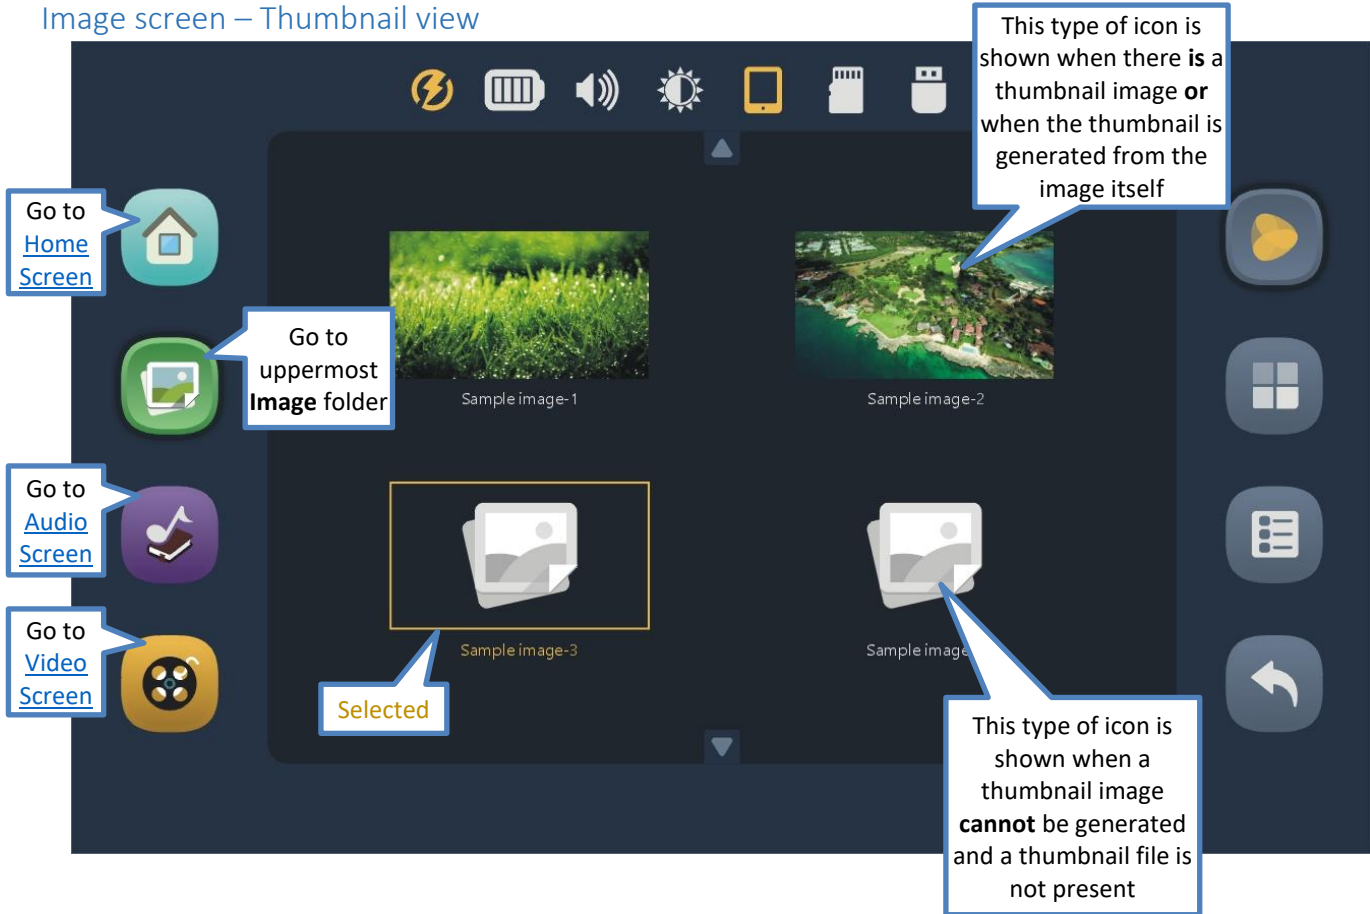 Image screen – Thumbnail view
This type of icon is
shown when there is a
thumbnail image or
when the thumbnail is
generated from the
image itself
Go to
Home
Screen
Go to
uppermost
Image folder
Sample image-1
Sample image-2
Go to
Audio
Screen
Go to
Video
Screen
Sample image-3
Sample image
Selected
This type of icon is
shown when a
thumbnail image
cannot be generated
and a thumbnail file is
not present